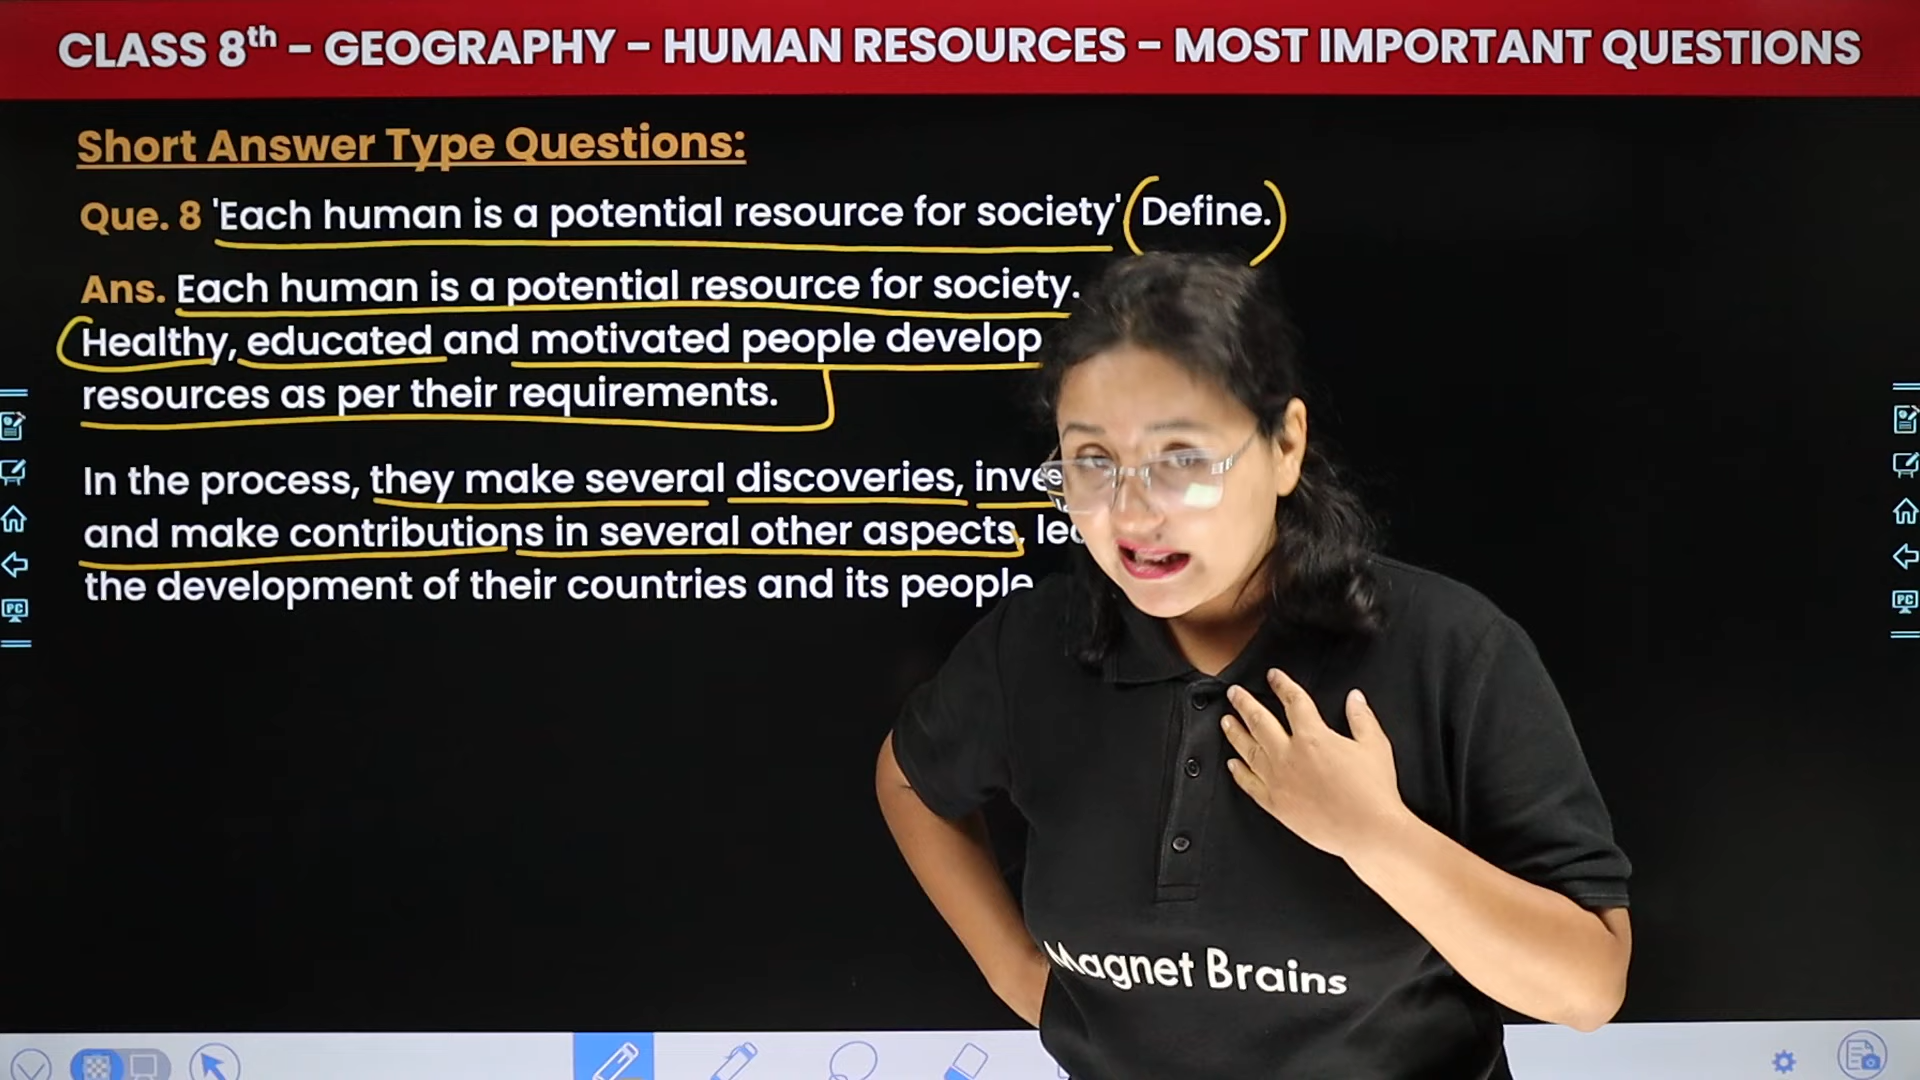 CLASS 8th – GEOGRAPHY – HUMAN RESOURCES – MOST IMPORTANT QUESTIONS
Short Answer Type Questions:
Que. 8 'Each human is a potential resource for society' (Define.)
Ans. Each human is a potential resource for society.
Healthy, educated and motivated people develop
resources as per their requirements.
In the process, they make several discoveries,
and make contributions in several other aspects,
the development of their countries and its people
Magnet Brains
PC
PC